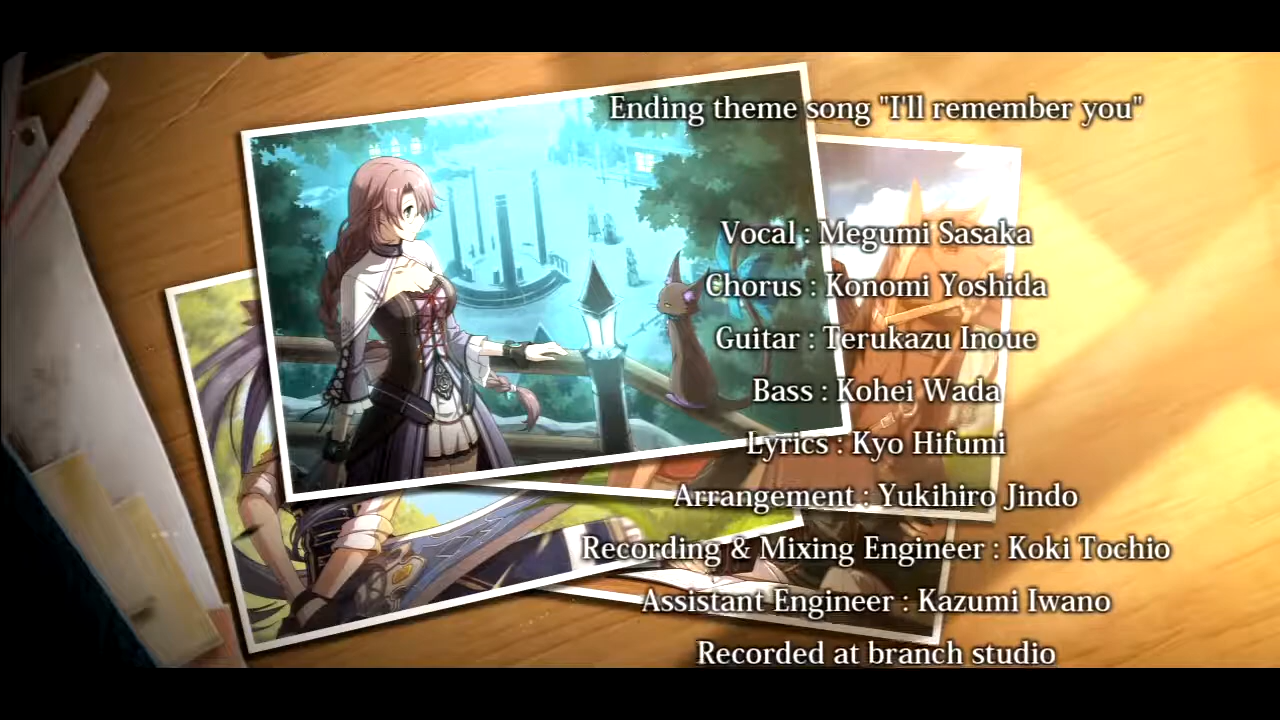 Ending theme song "I'll remember you"
Vocal : Megumi Sasaka
Chorus : Konomi Yoshida
Guitar : Terukazu Inoue
Bass : Kohei Wada
Lyrics : Kyo Hifumi
Arrangement : Yukihiro Jindo
Recording & Mixing Engineer : Koki Tochio
Assistant Engineer : Kazumi Iwano
Recorded at branch studio